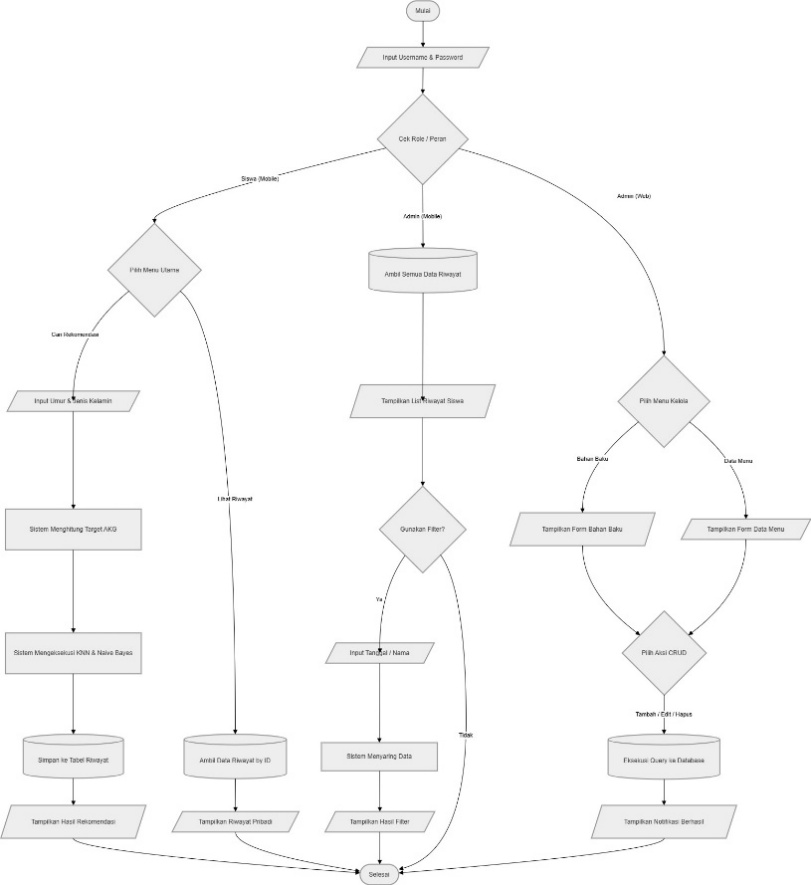 Mulai
Input Username & Password
Cek Role / Peran
Siswa (Mobile)
Admin (Mobile)
Admin (Web)
Pilih Menu Utama
Ambil Semua Data Riwayat
Cari Rekomendasi
Input Umur & Jenis Kelamin
Tampilkan List Riwayat Siswa
Pilih Menu Kelola
Bahan Baku
Data Menu
Lihat Riwayat
Sistem Menghitung Target AKG
Gunakan Filter?
Tampilkan Form Bahan Baku
Tampilkan Form Data Menu
Ya
Sistem Mengeksekusi KNN & Naive Bayes
Input Tanggal / Nama
Pilih Aksi CRUD
Tambah / Edit / Hapus
Tidak
Simpan ke Tabel Riwayat
Ambil Data Riwayat by ID
Sistem Menyaring Data
Eksekusi Query ke Database
Tampilkan Hasil Rekomendasi
Tampilkan Riwayat Pribadi
Tampilkan Hasil Filter
Tampilkan Notifikasi Berhasil
Selesai